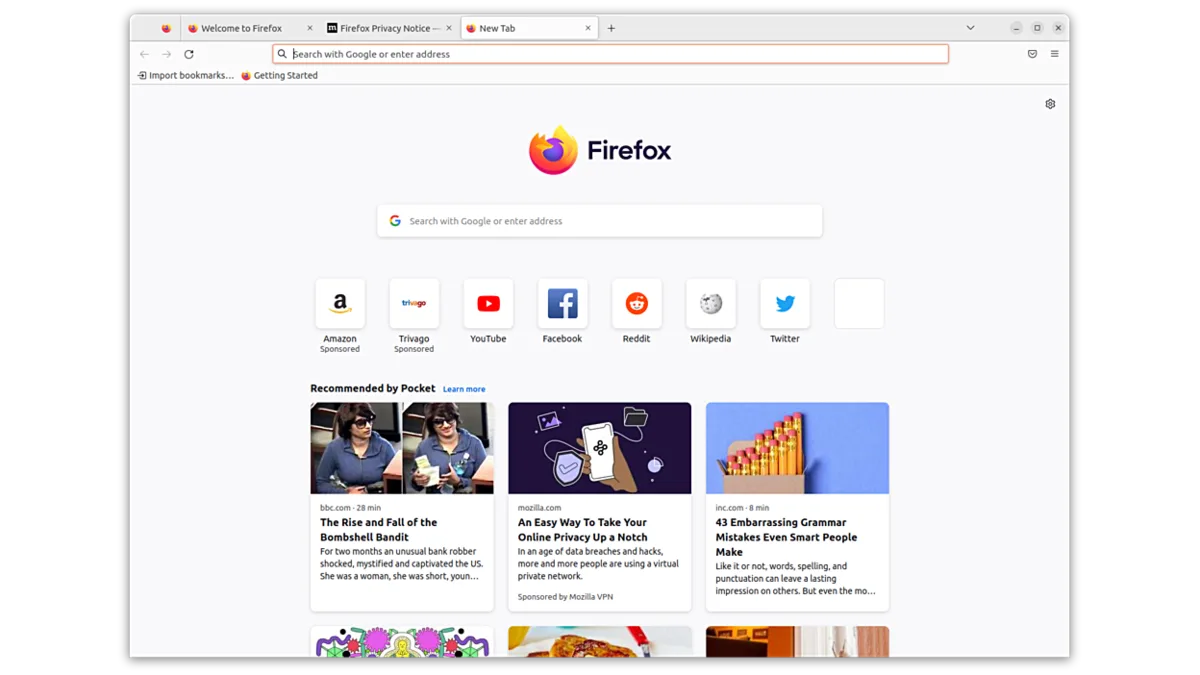 Welcome to Firefox
Firefox Privacy Notice —
New Tab
Search with Google or enter address
Import bookmarks…
Getting Started
Firefox
Search with Google or enter address
a
trivago
Amazon
Sponsored
Trivago
Sponsored
YouTube
Facebook
Reddit
Wikipedia
Twitter
Recommended by Pocket
Learn more
bbc.com · 28 min
The Rise and Fall of the
Bombshell Bandit
For two months an unusual bank robber
shocked, mystified and captivated the US.
She was a woman, she was short, youn…
mozilla.com
An Easy Way To Take Your
Online Privacy Up a Notch
In an age of data breaches and hacks,
more and more people are using a virtual
private network.
Sponsored by Mozilla VPN
inc.com · 8 min
43 Embarrassing Grammar
Mistakes Even Smart People
Make
Like it or not, words, spelling, and
punctuation can leave a lasting
impression on others. But even the mo…